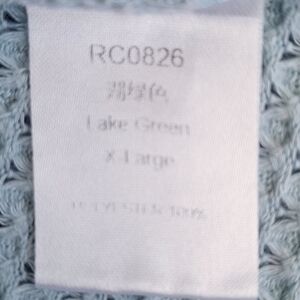 RC0826
湖绿色
Lake Green
X-Large
POLYESTER 100%